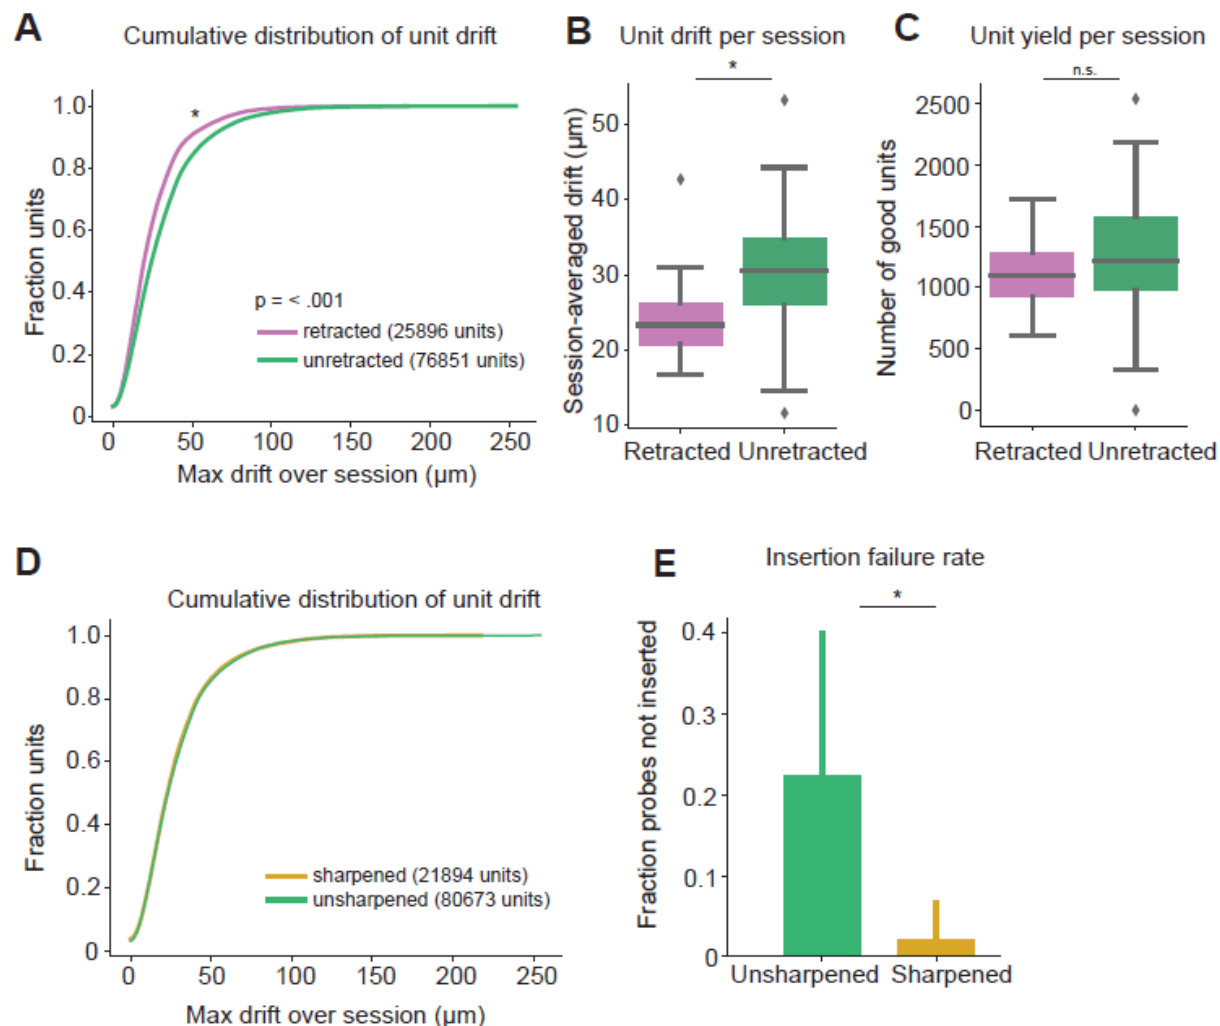 A
Cumulative distribution of unit drift
1.0
0.8
0.6
0.4
0.2
0
Fraction units
*
p = < .001
retracted (25896 units)
unretracted (76851 units)
0 50 100 150 200 250
Max drift over session (µm)
B
Unit drift per session
*
50
40
30
20
10
Session-averaged drift (µm)
Retracted Unretracted
C
Unit yield per session
n.s.
2500
2000
1500
1000
500
0
Number of good units
Retracted Unretracted
D
Cumulative distribution of unit drift
1.0
0.8
0.6
0.4
0.2
0
Fraction units
sharpened (21894 units)
unsharpened (80673 units)
0 50 100 150 200 250
Max drift over session (µm)
E
Insertion failure rate
*
0.4
0.3
0.2
0.1
0
Fraction probes not inserted
Unsharpened Sharpened